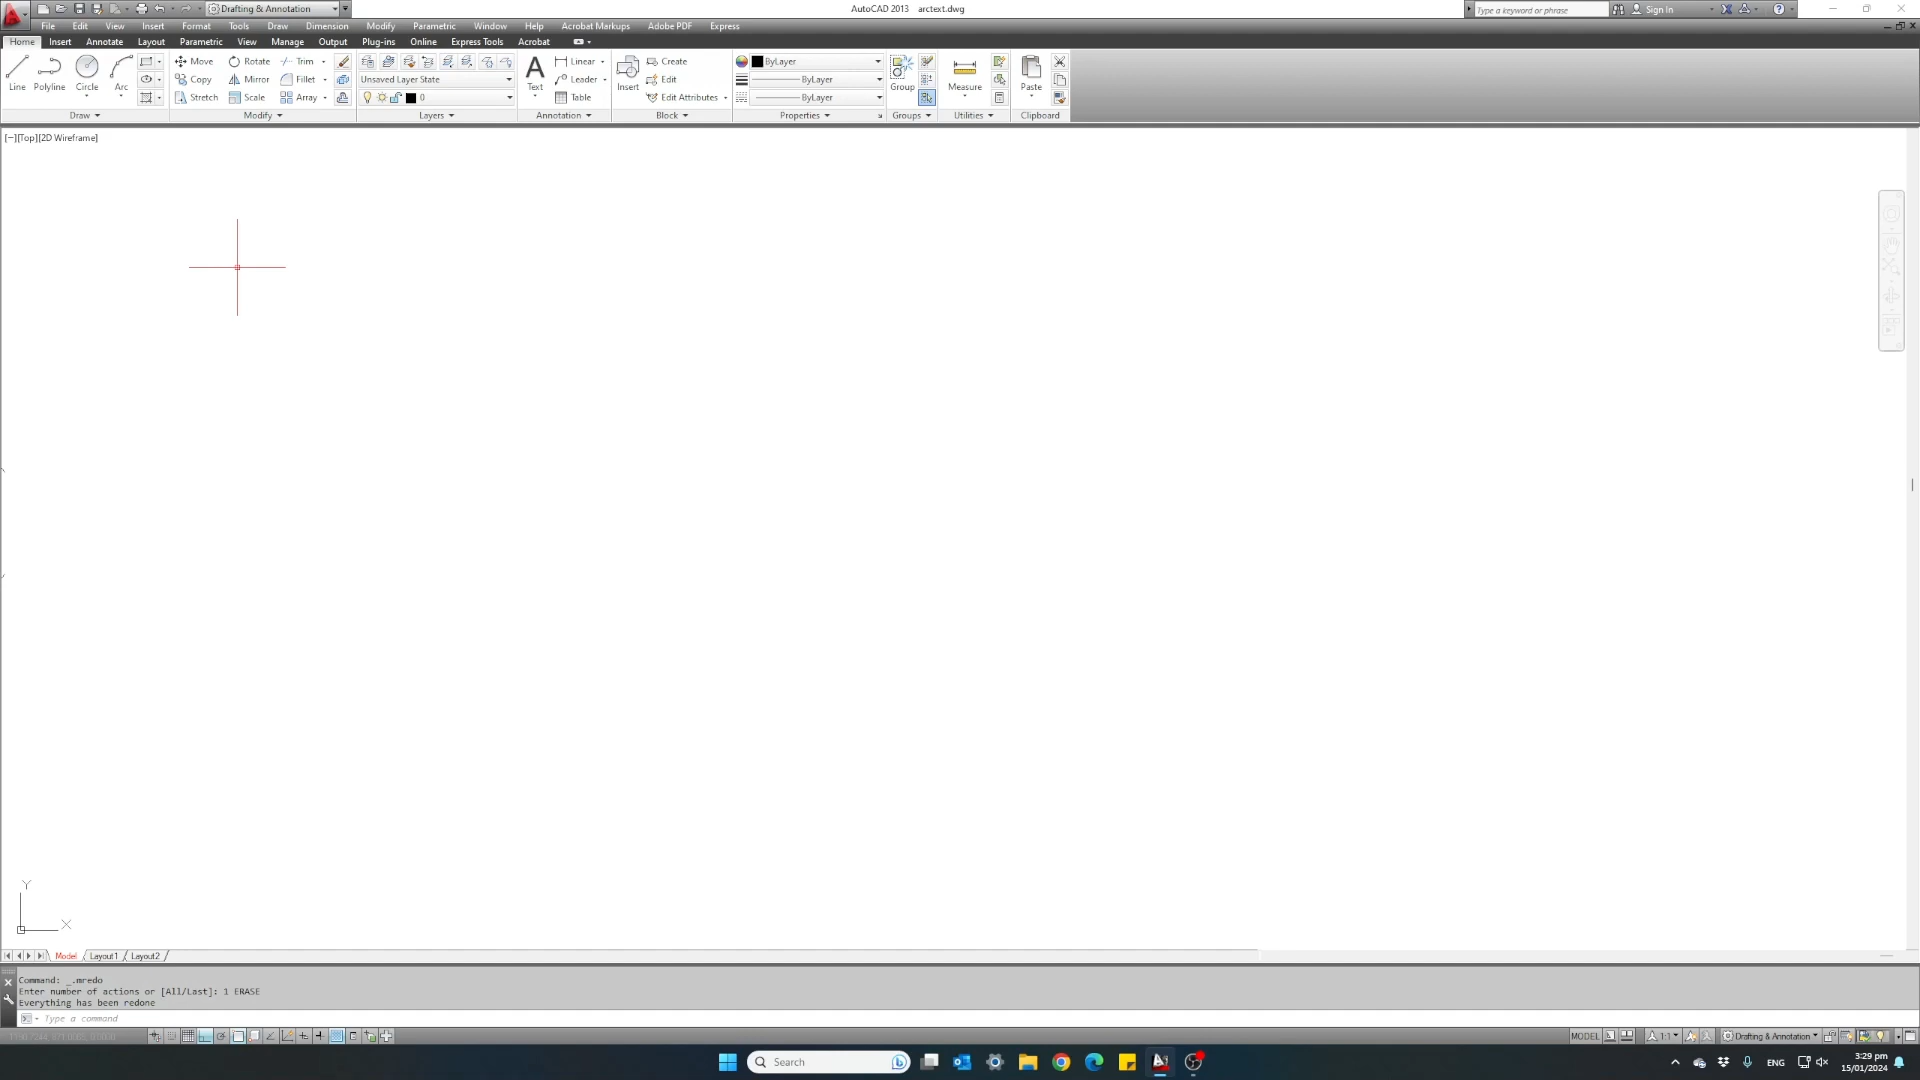 Drafting & Annotation
AutoCAD 2013 arctext.dwg
Type a keyword or phrase
Sign In
File Edit View Insert Format Tools Draw Dimension Modify Parametric Window Help Acrobat Markups Adobe PDF Express
Home Insert Annotate Layout Parametric View Manage Output Plug-ins Online Express Tools Acrobat
Line
Polyline
Circle
Arc
Move
Rotate
Trim
Copy
Mirror
Fillet
Stretch
Scale
Array
Unsaved Layer State
0
Text
Linear
Leader
Table
Insert
Create
Edit
Edit Attributes
ByLayer
ByLayer
ByLayer
Group
Measure
Paste
Draw
Modify
Layers
Annotation
Block
Properties
Groups
Utilities
Clipboard
[−][Top][2D Wireframe]
Y
X
Model Layout1 Layout2
Command: _.mredo
Enter number of actions or [All/Last]: 1 ERASE
Everything has been redone
Type a command
MODEL
1:1
Drafting & Annotation
Search
ENG
3:29 pm
15/01/2024